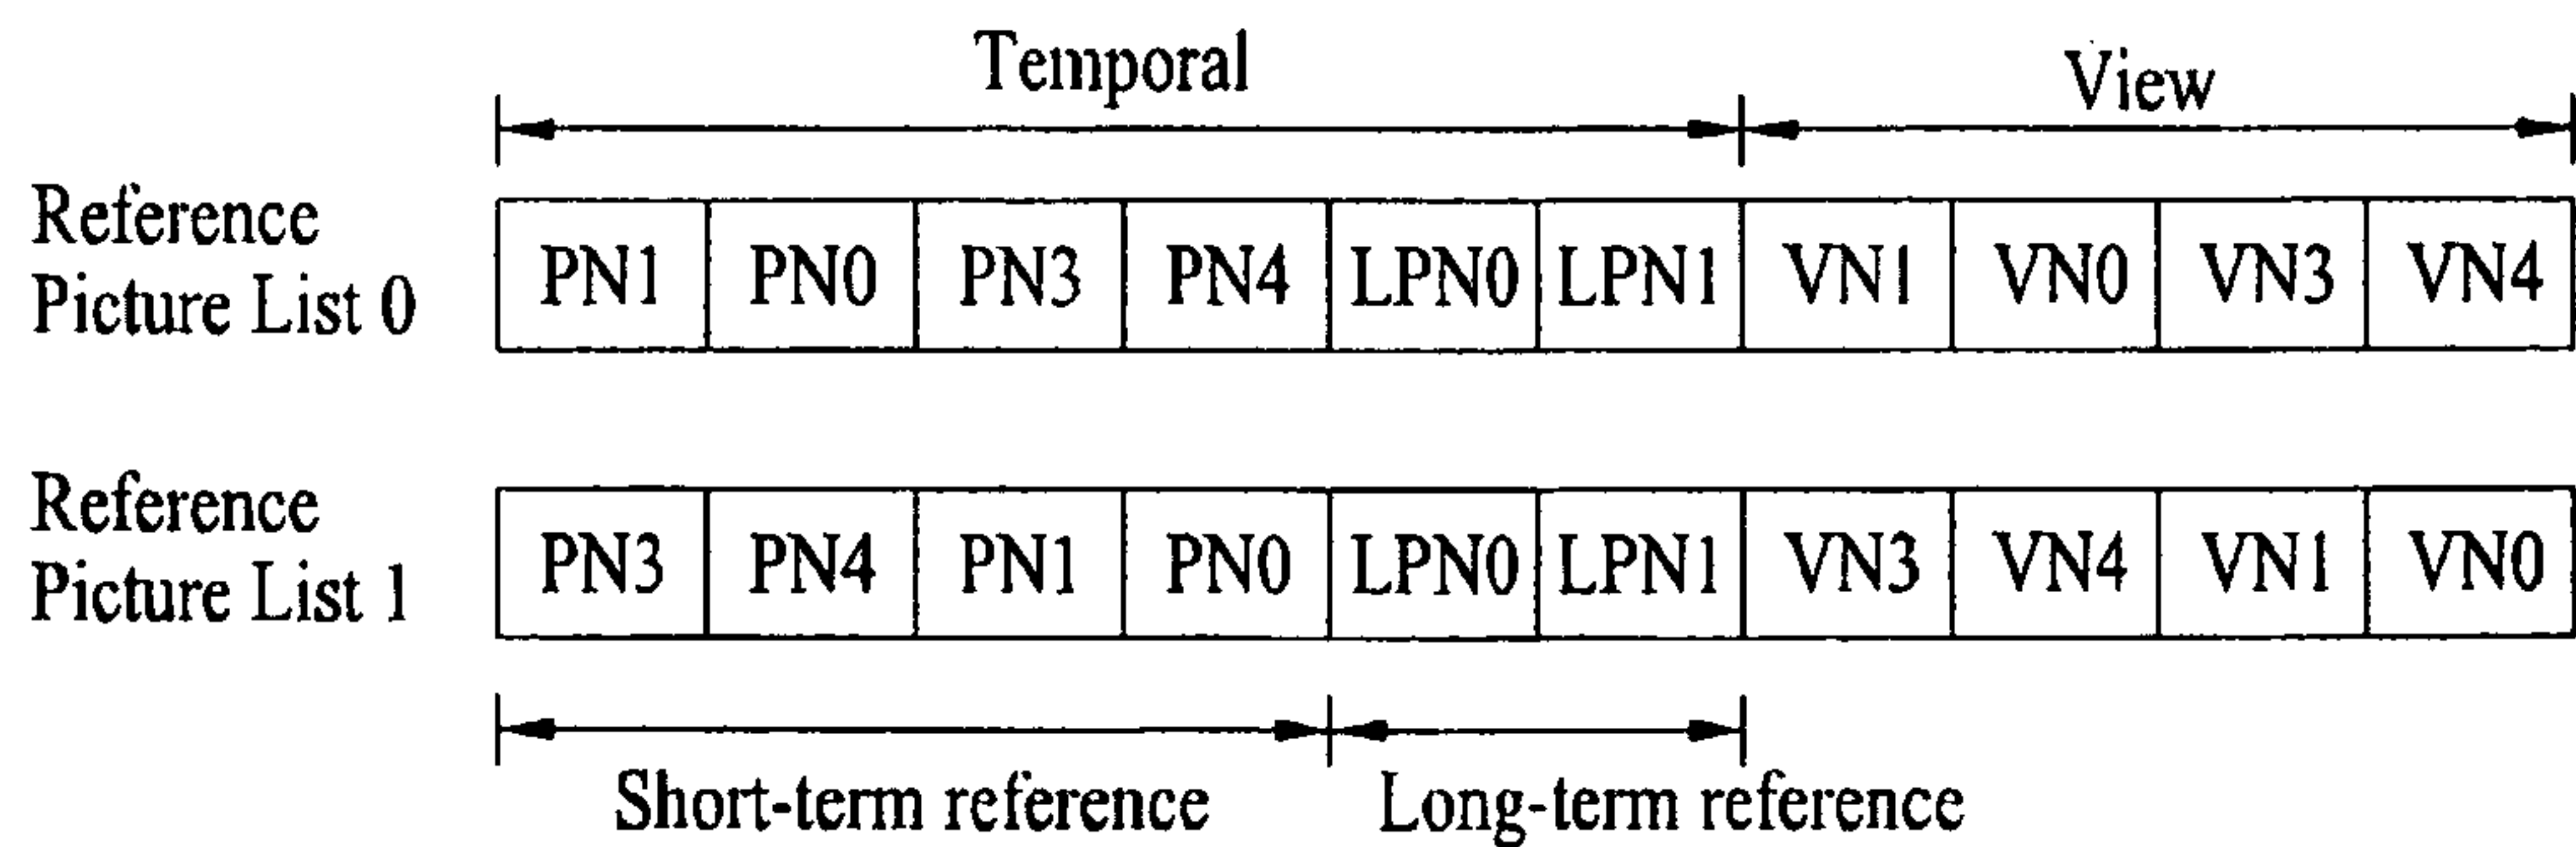 Temporal View
Reference
Picture List 0
PN1 PN0 PN3 PN4 LPN0 LPN1 VN1 VN0 VN3 VN4
Reference
Picture List 1
PN3 PN4 PN1 PN0 LPN0 LPN1 VN3 VN4 VN1 VN0
Short-term reference Long-term reference